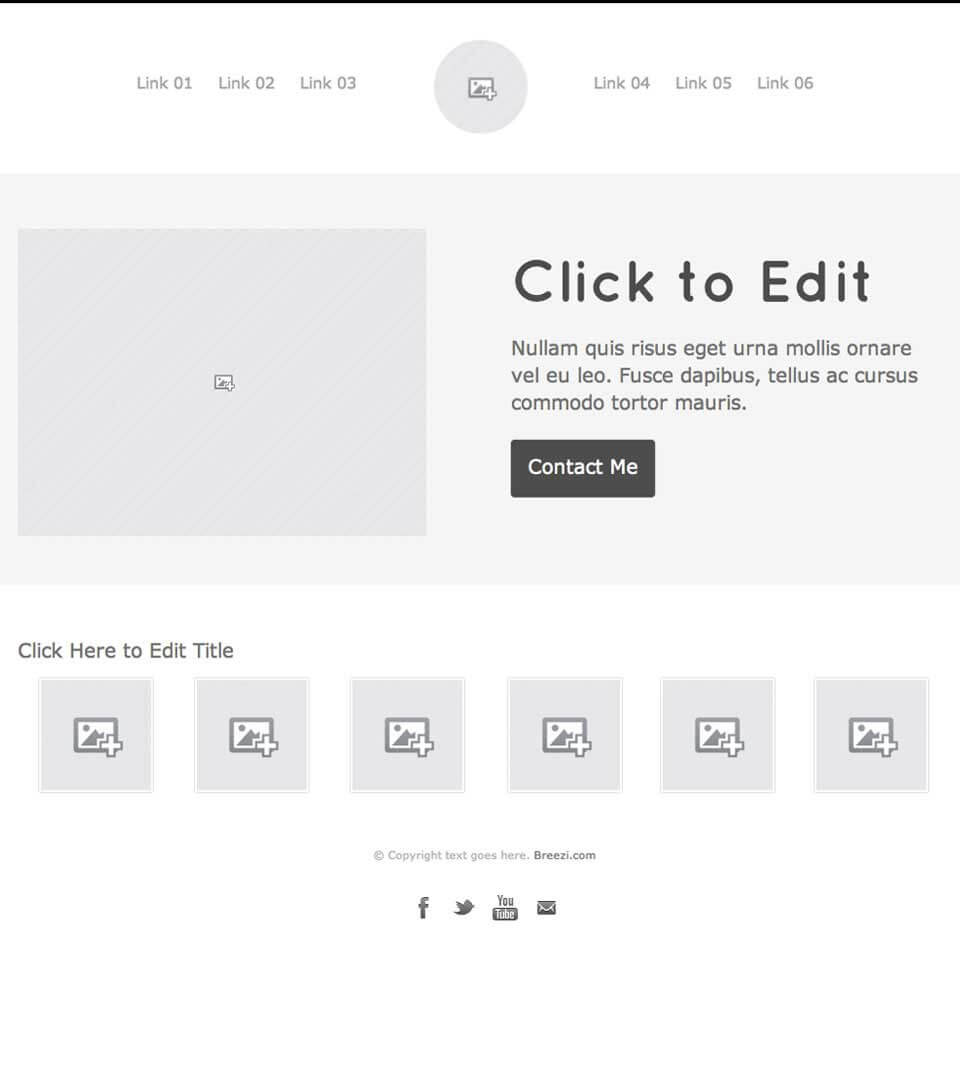 Link 01 Link 02 Link 03 Link 04 Link 05 Link 06
Click to Edit
Nullam quis risus eget urna mollis ornare
vel eu leo. Fusce dapibus, tellus ac cursus
commodo tortor mauris.
Contact Me
Click Here to Edit Title
© Copyright text goes here. Breezi.com
You
Tube